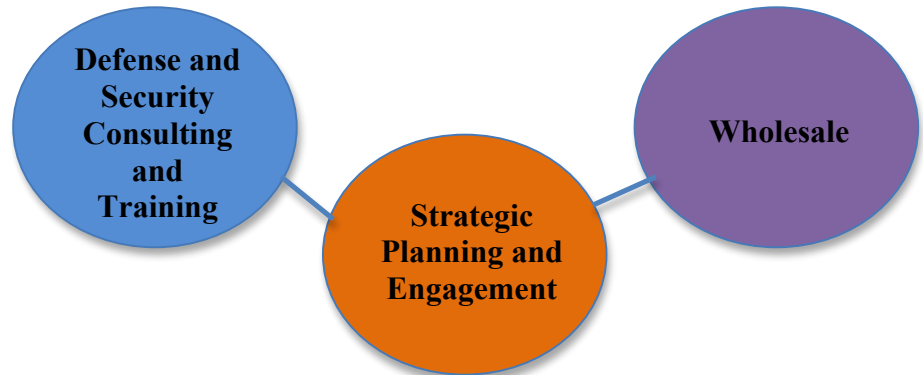 Defense and
Security
Consulting
and
Training
Strategic
Planning and
Engagement
Wholesale